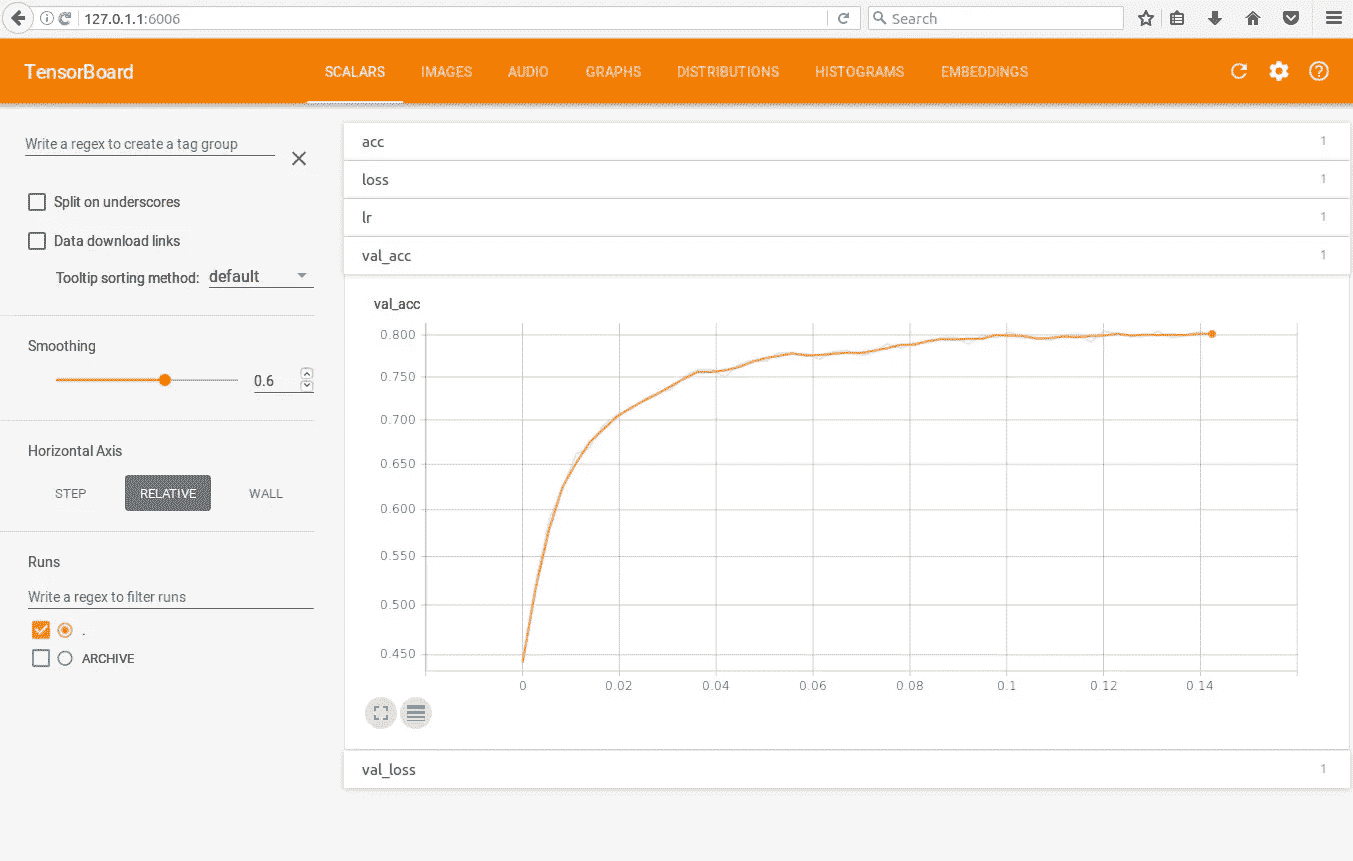 127.0.1.1:6006
Search
TensorBoard SCALARS IMAGES AUDIO GRAPHS DISTRIBUTIONS HISTOGRAMS EMBEDDINGS
Write a regex to create a tag group
Split on underscores
Data download links
Tooltip sorting method: default
Smoothing
0.6
Horizontal Axis
STEP RELATIVE WALL
Runs
Write a regex to filter runs
.
ARCHIVE
acc 1
loss 1
lr 1
val_acc 1
val_acc
0.800
0.750
0.700
0.650
0.600
0.550
0.500
0.450
0 0.02 0.04 0.06 0.08 0.1 0.12 0.14
val_loss 1